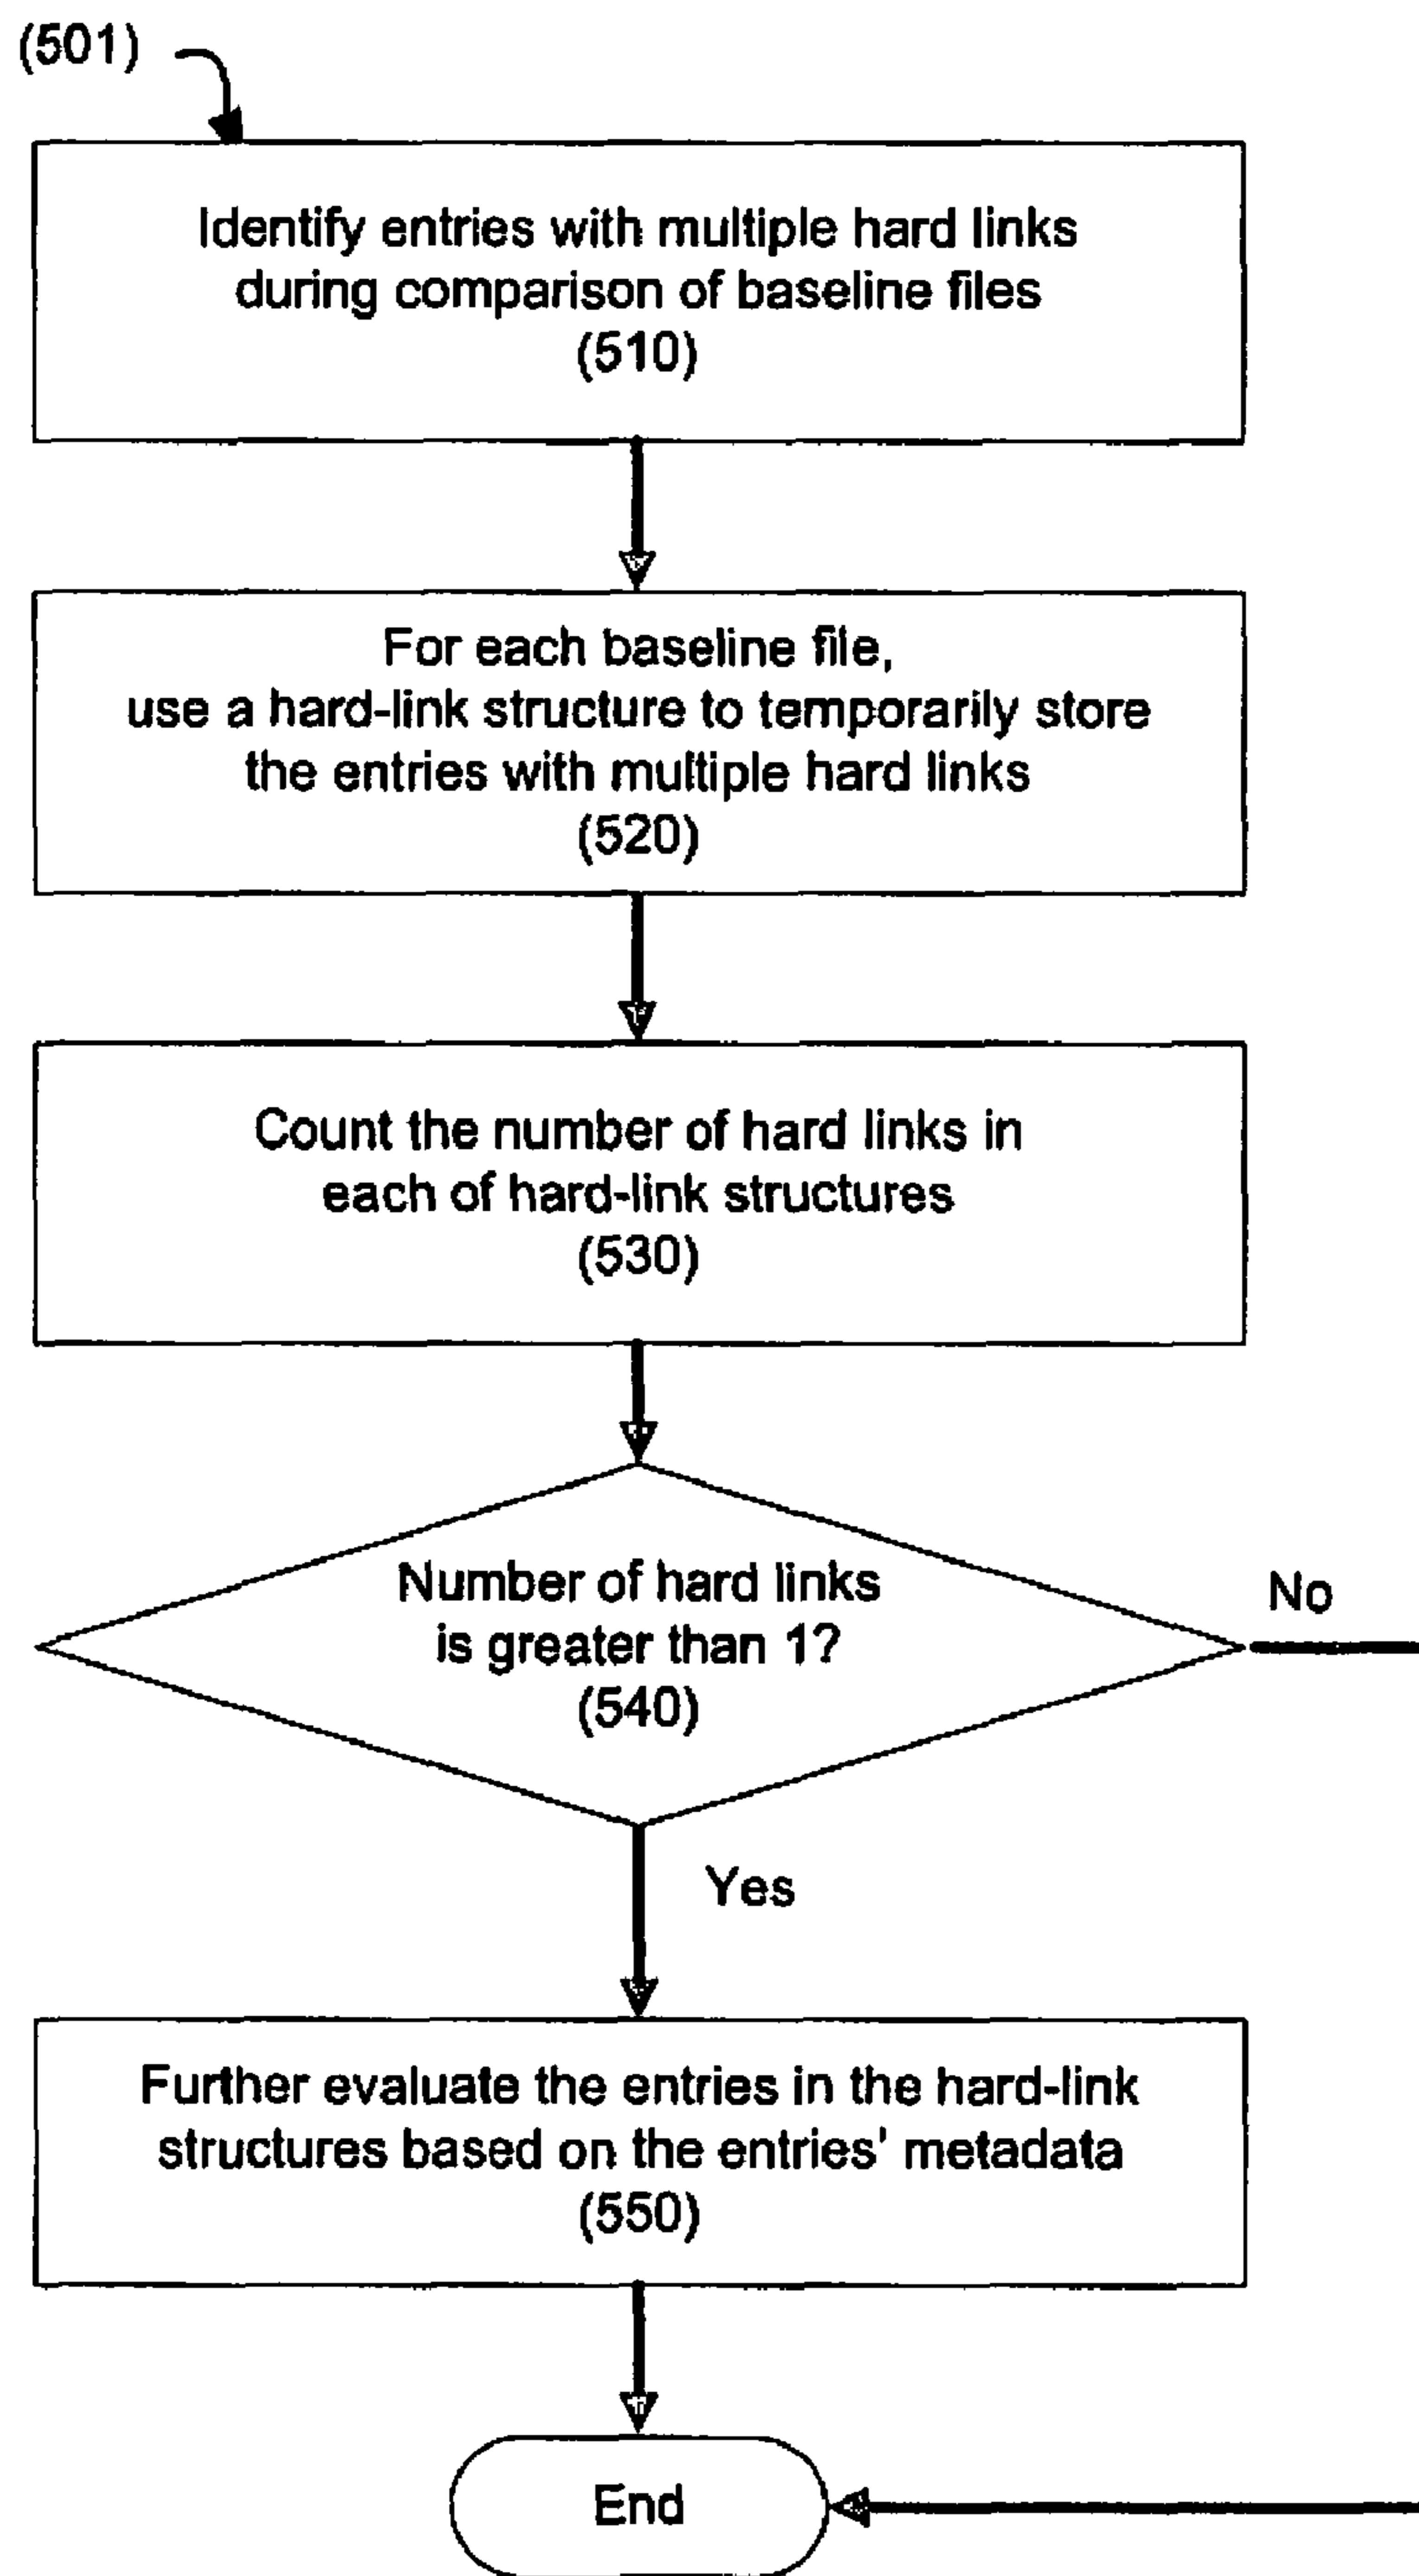 (501)
Identify entries with multiple hard links
during comparison of baseline files
(510)
For each baseline file,
use a hard-link structure to temporarily store
the entries with multiple hard links
(520)
Count the number of hard links in
each of hard-link structures
(530)
Number of hard links
is greater than 1?
(540)
No
Yes
Further evaluate the entries in the hard-link
structures based on the entries' metadata
(550)
End